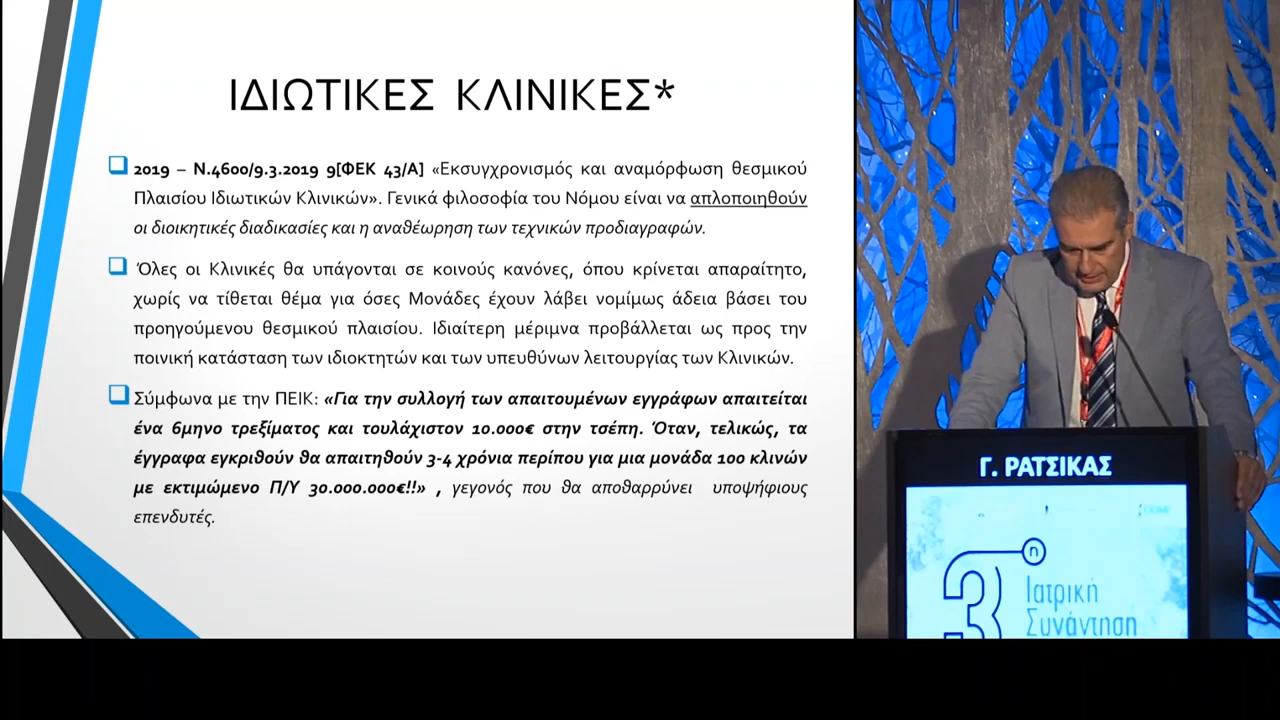 ΙΔΙΩΤΙΚΕΣ ΚΛΙΝΙΚΕΣ*
2019 – Ν.4600/9.3.2019 9[ΦΕΚ 43/Α] «Εκσυγχρονισμός και αναμόρφωση θεσμικού
Πλαισίου Ιδιωτικών Κλινικών». Γενικά φιλοσοφία του Νόμου είναι να απλοποιηθούν
οι διοικητικές διαδικασίες και η αναθεώρηση των τεχνικών προδιαγραφών.
Όλες οι Κλινικές θα υπάγονται σε κοινούς κανόνες, όπου κρίνεται απαραίτητο,
χωρίς να τίθεται θέμα για όσες Μονάδες έχουν λάβει νομίμως άδεια βάσει του
προηγούμενου θεσμικού πλαισίου. Ιδιαίτερη μέριμνα προβάλλεται ως προς την
ποινική κατάσταση των ιδιοκτητών και των υπευθύνων λειτουργίας των Κλινικών.
Σύμφωνα με την ΠΕΙΚ: «Για την συλλογή των απαιτουμένων εγγράφων απαιτείται
ένα 6μηνο τρεξίματος και τουλάχιστον 10.000€ στην τσέπη. Όταν, τελικώς, τα
έγγραφα εγκριθούν θα απαιτηθούν 3-4 χρόνια περίπου για μια μονάδα 100 κλινών
με εκτιμώμενο Π/Υ 30.000.000€!!» , γεγονός που θα αποθαρρύνει υποψήφιους
επενδυτές.
Γ. ΡΑΤΣΙΚΑΣ
3η
Ιατρική
Συνάντηση